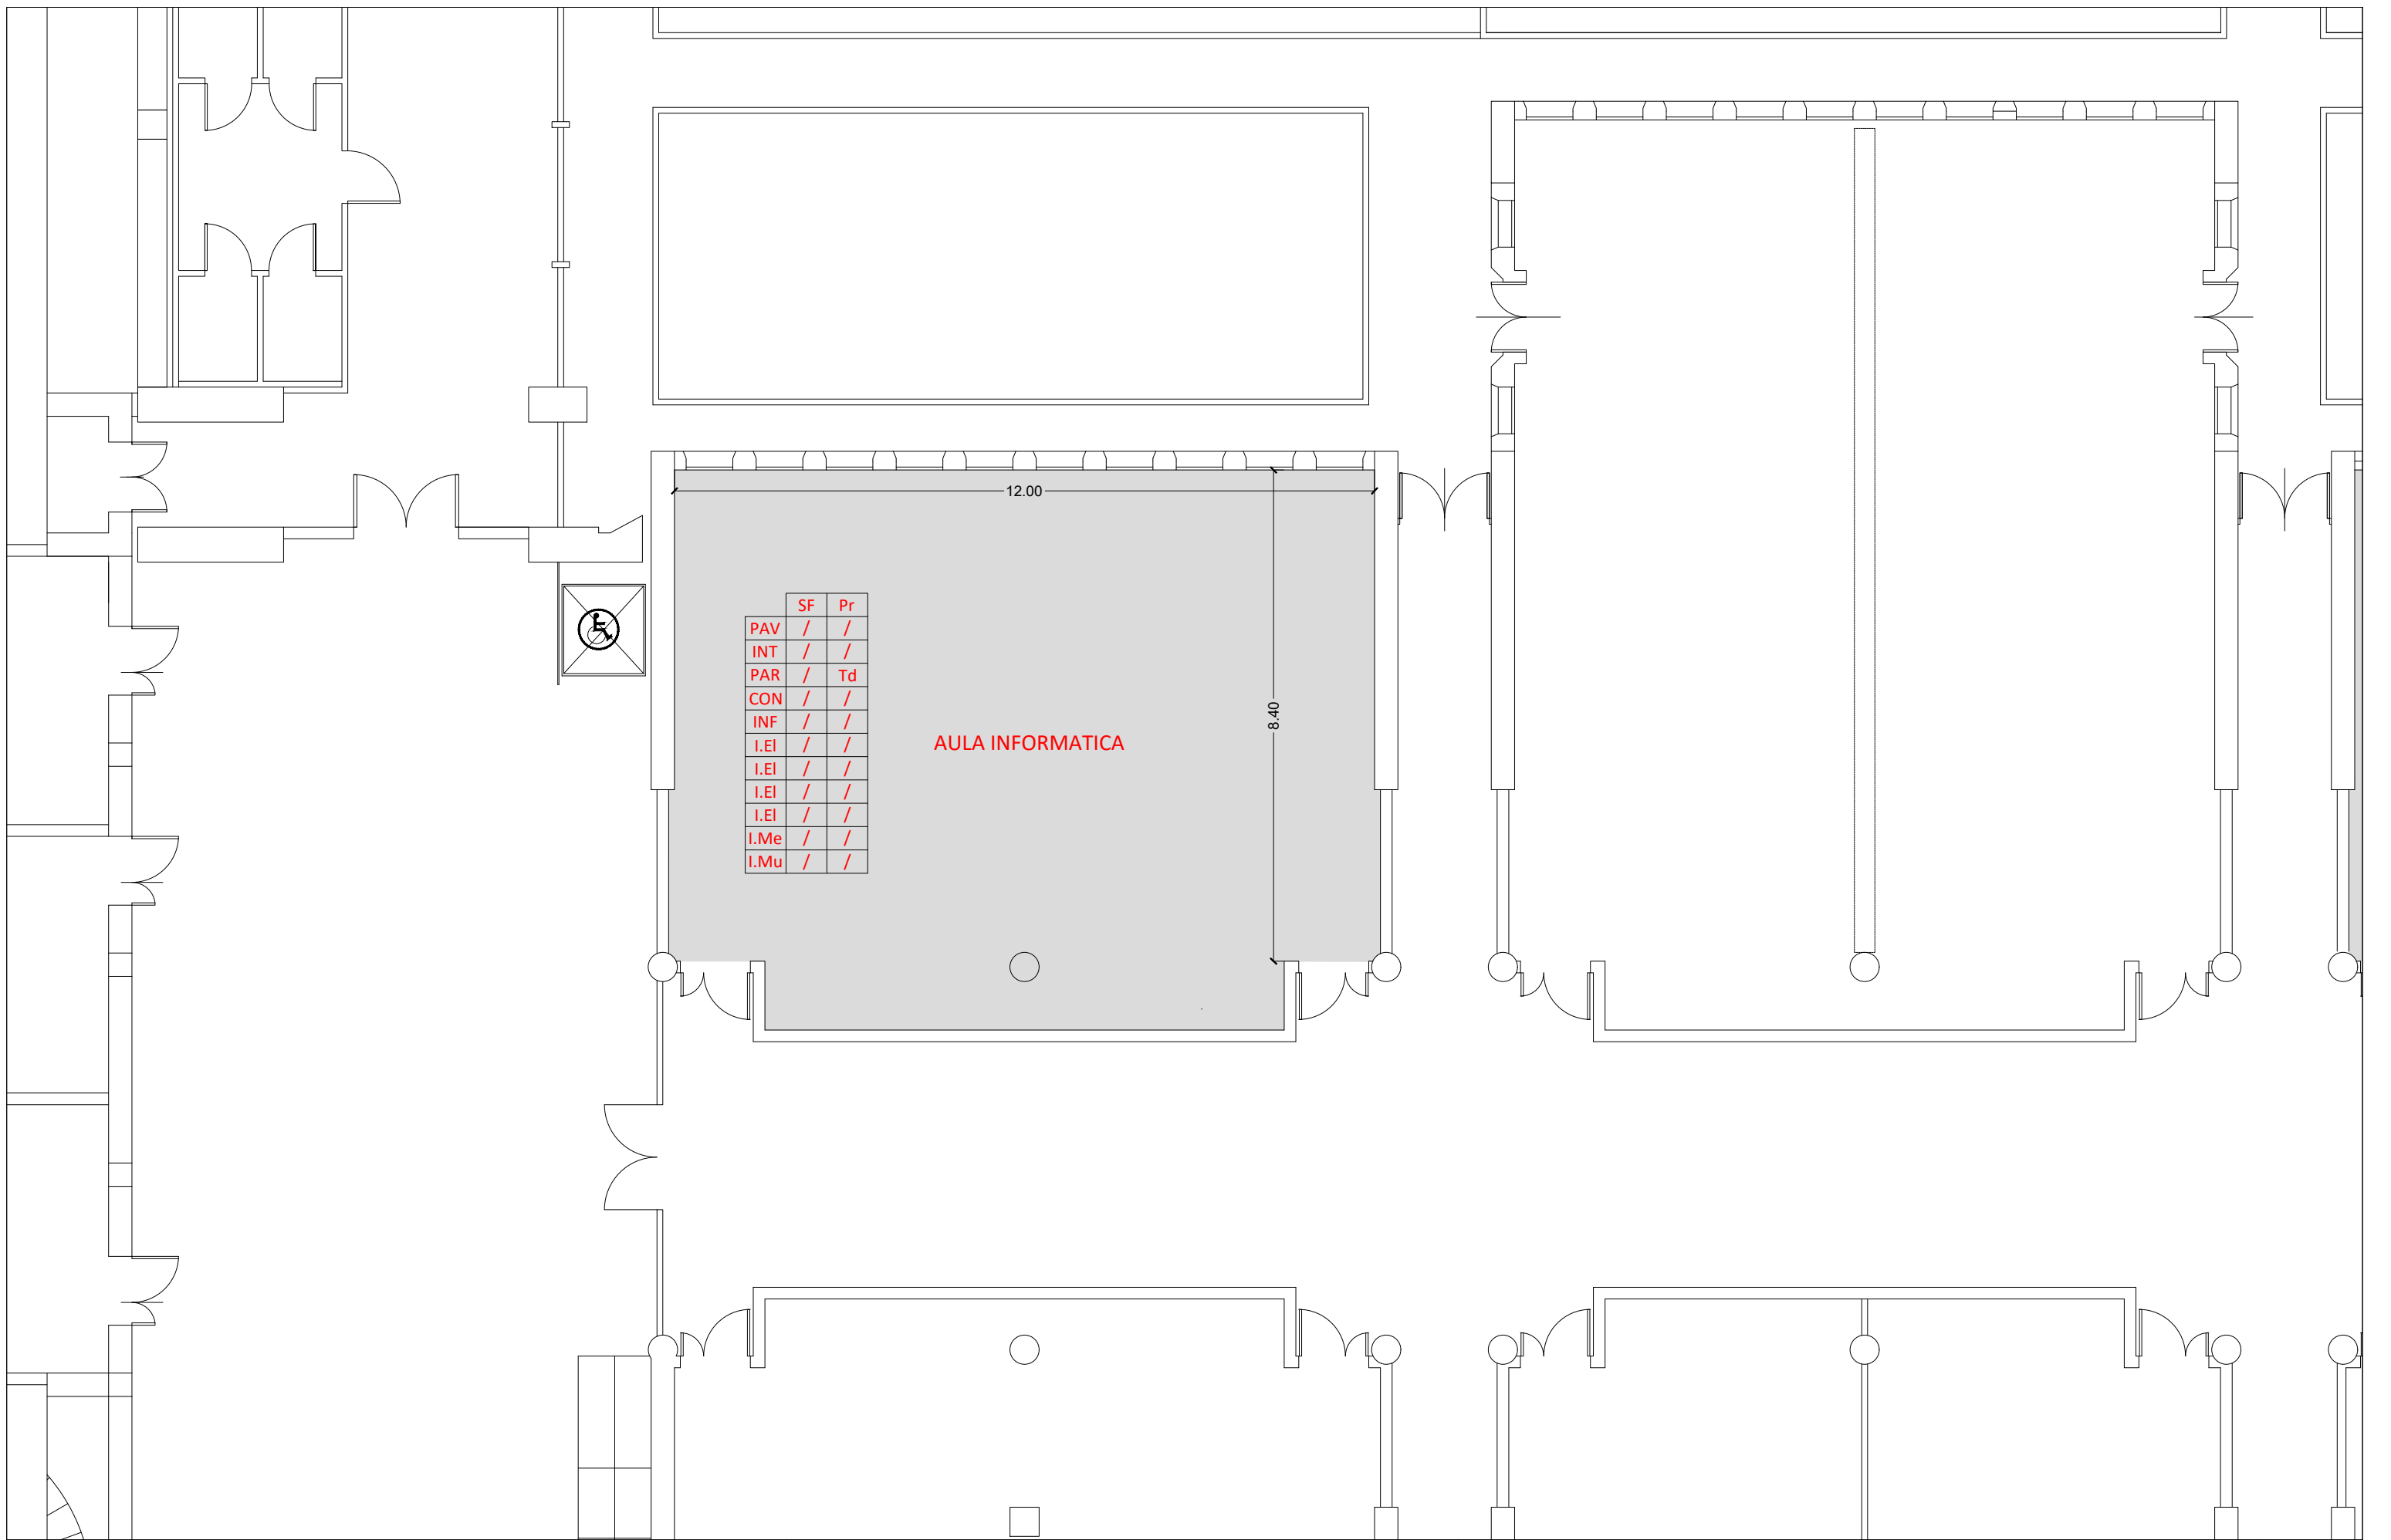 12.00
SF Pr
PAV / /
INT / /
PAR / Td
CON / /
INF / /
8.40
I.El / /
AULA INFORMATICA
I.El / /
I.El / /
I.El / /
I.Me / /
I.Mu / /